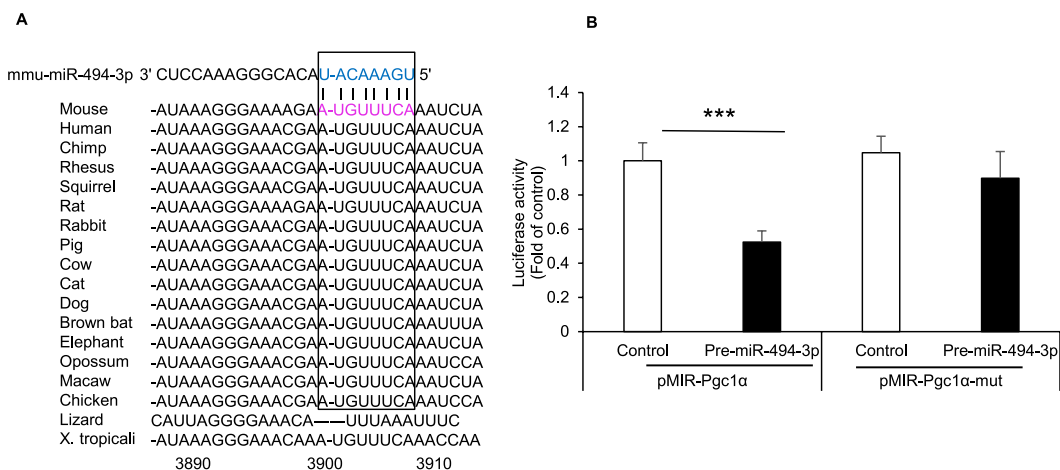 A
mmu-miR-494-3p 3' CUCCAAAGGGCACAU-ACAAAGU 5'
Mouse -AUAAAGGGAAAAGAA-UGUUUCAAAUCUA
Human -AUAAAGGGAAACGAA-UGUUUCAAAUCUA
Chimp -AUAAAGGGAAACGAA-UGUUUCAAAUCUA
Rhesus -AUAAAGGGAAACGAA-UGUUUCAAAUCUA
Squirrel -AUAAAGGGAAACGAA-UGUUUCAAAUCUA
Rat -AUAAAGGGAAAAGAA-UGUUUCAAAUCUA
Rabbit -AUAAAGGGAAACGAA-UGUUUCAAAUCUA
Pig -AUAAAGGGAAACGAA-UGUUUCAAAUCUA
Cow -AUAAAGGGAAACGAA-UGUUUCAAAUCUA
Cat -AUAAAGGGAAACGAA-UGUUUCAAAUCUA
Dog -AUAAAGGGAAACGAA-UGUUUCAAAUCUA
Brown bat -AUAAAGGGAAACGAA-UGUUUCAAAUUUA
Elephant -AUAAAGGGAAACGAA-UGUUUCAAAUCUA
Opossum -AUAAAGGGAAACGAA-UGUUUCAAAUCCA
Macaw -AUAAAGGGAAACGAA-UGUUUCAAAUCUA
Chicken -AUAAAGGGAAACGAA-UGUUUCAAAUCCA
Lizard CAUUAGGGGAAACA——UUUAAAUUUC
X. tropicali -AUAAAGGGAAACAAA-UGUUUCAAACCAA
3890 3900 3910
B
Luciferase activity
(Fold of control)
1.4
1.2
1
0.8
0.6
0.4
0.2
0
***
Control Pre-miR-494-3p Control Pre-miR-494-3p
pMIR-Pgc1α pMIR-Pgc1α-mut